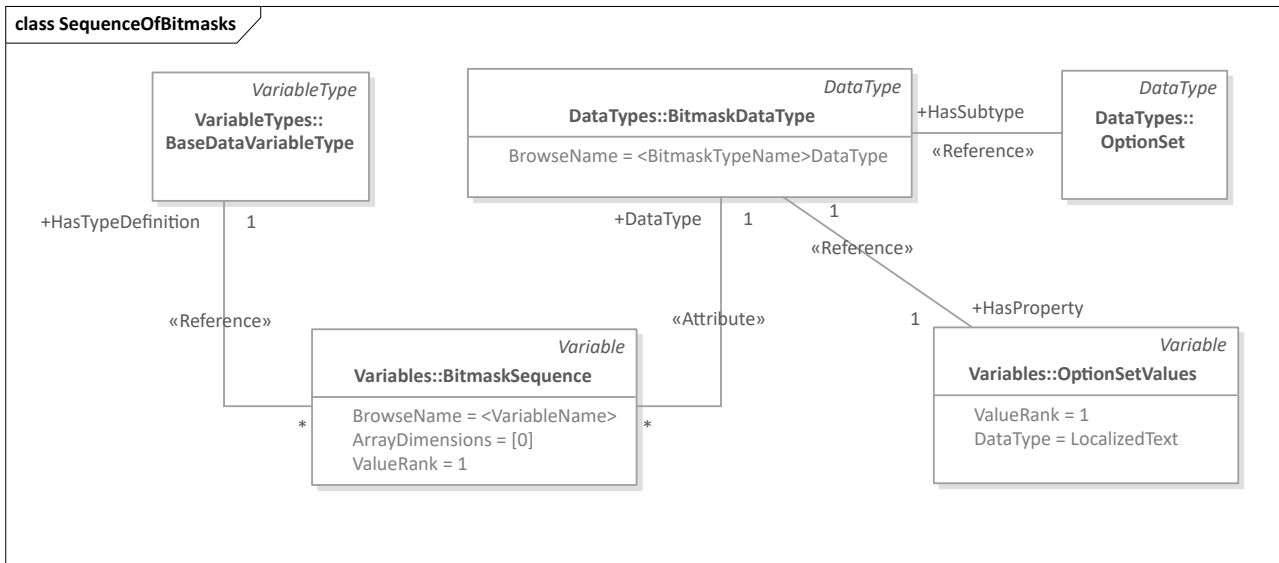 class SequenceOfBitmasks
VariableType
VariableTypes::
BaseDataVariableType
DataType
DataTypes::BitmaskDataType
BrowseName = <BitmaskTypeName>DataType
DataType
DataTypes::
OptionSet
+HasSubtype
«Reference»
+HasTypeDefinition
1
+DataType
1
1
«Reference»
«Reference»
«Attribute»
+HasProperty
1
Variable
Variables::BitmaskSequence
BrowseName = <VariableName>
ArrayDimensions = [0]
ValueRank = 1
*
*
Variable
Variables::OptionSetValues
ValueRank = 1
DataType = LocalizedText